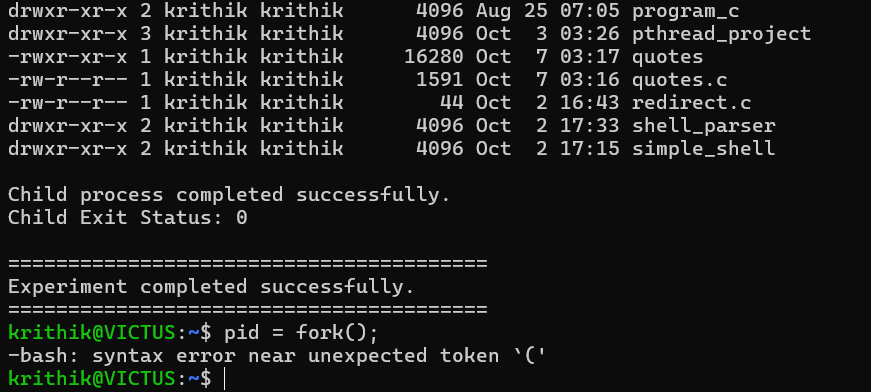 drwxr-xr-x 2 krithik krithik      4096 Aug 25 07:05 program_c
drwxr-xr-x 3 krithik krithik      4096 Oct  3 03:26 pthread_project
-rwxr-xr-x 1 krithik krithik     16280 Oct  7 03:17 quotes
-rw-r--r-- 1 krithik krithik      1591 Oct  7 03:16 quotes.c
-rw-r--r-- 1 krithik krithik        44 Oct  2 16:43 redirect.c
drwxr-xr-x 2 krithik krithik      4096 Oct  2 17:33 shell_parser
drwxr-xr-x 2 krithik krithik      4096 Oct  2 17:15 simple_shell
Child process completed successfully.
Child Exit Status: 0
========================================
Experiment completed successfully.
========================================
krithik@VICTUS:~$ pid = fork();
-bash: syntax error near unexpected token `('
krithik@VICTUS:~$